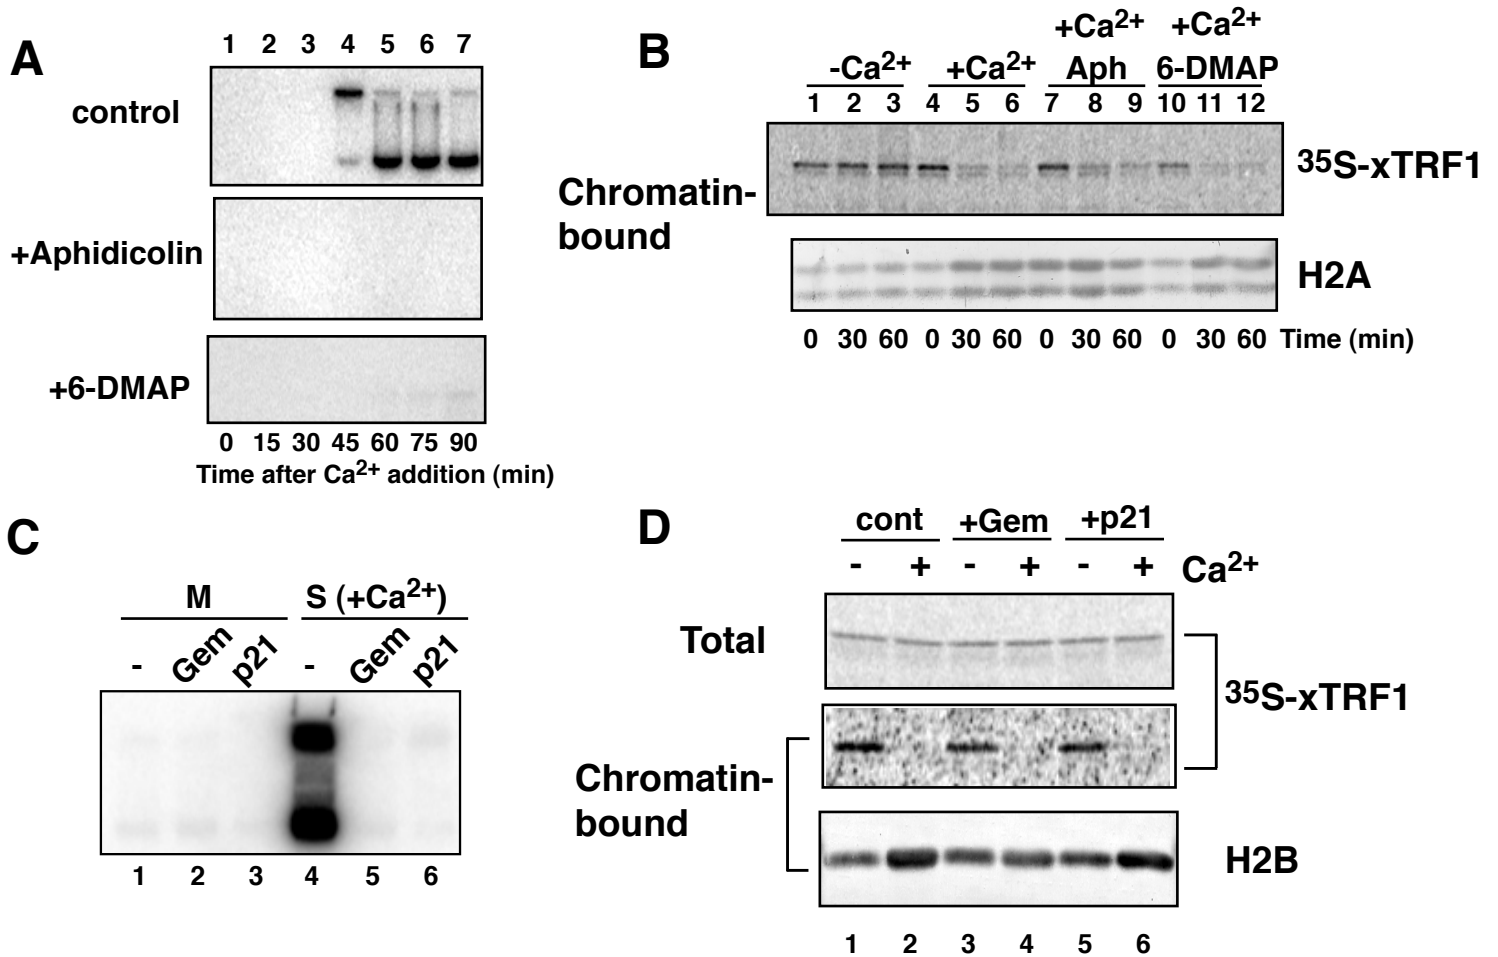 A
1 2 3 4 5 6 7
control
+Aphidicolin
+6-DMAP
0 15 30 45 60 75 90
Time after Ca2+ addition (min)
B
+Ca2+ +Ca2+
-Ca2+ +Ca2+ Aph 6-DMAP
1 2 3 4 5 6 7 8 9 10 11 12
35S-xTRF1
Chromatin-
bound
H2A
0 30 60 0 30 60 0 30 60 0 30 60 Time (min)
C
M S (+Ca2+)
- Gem p21 - Gem p21
1 2 3 4 5 6
D
cont +Gem +p21
- + - + - + Ca2+
Total
35S-xTRF1
Chromatin-
bound
H2B
1 2 3 4 5 6